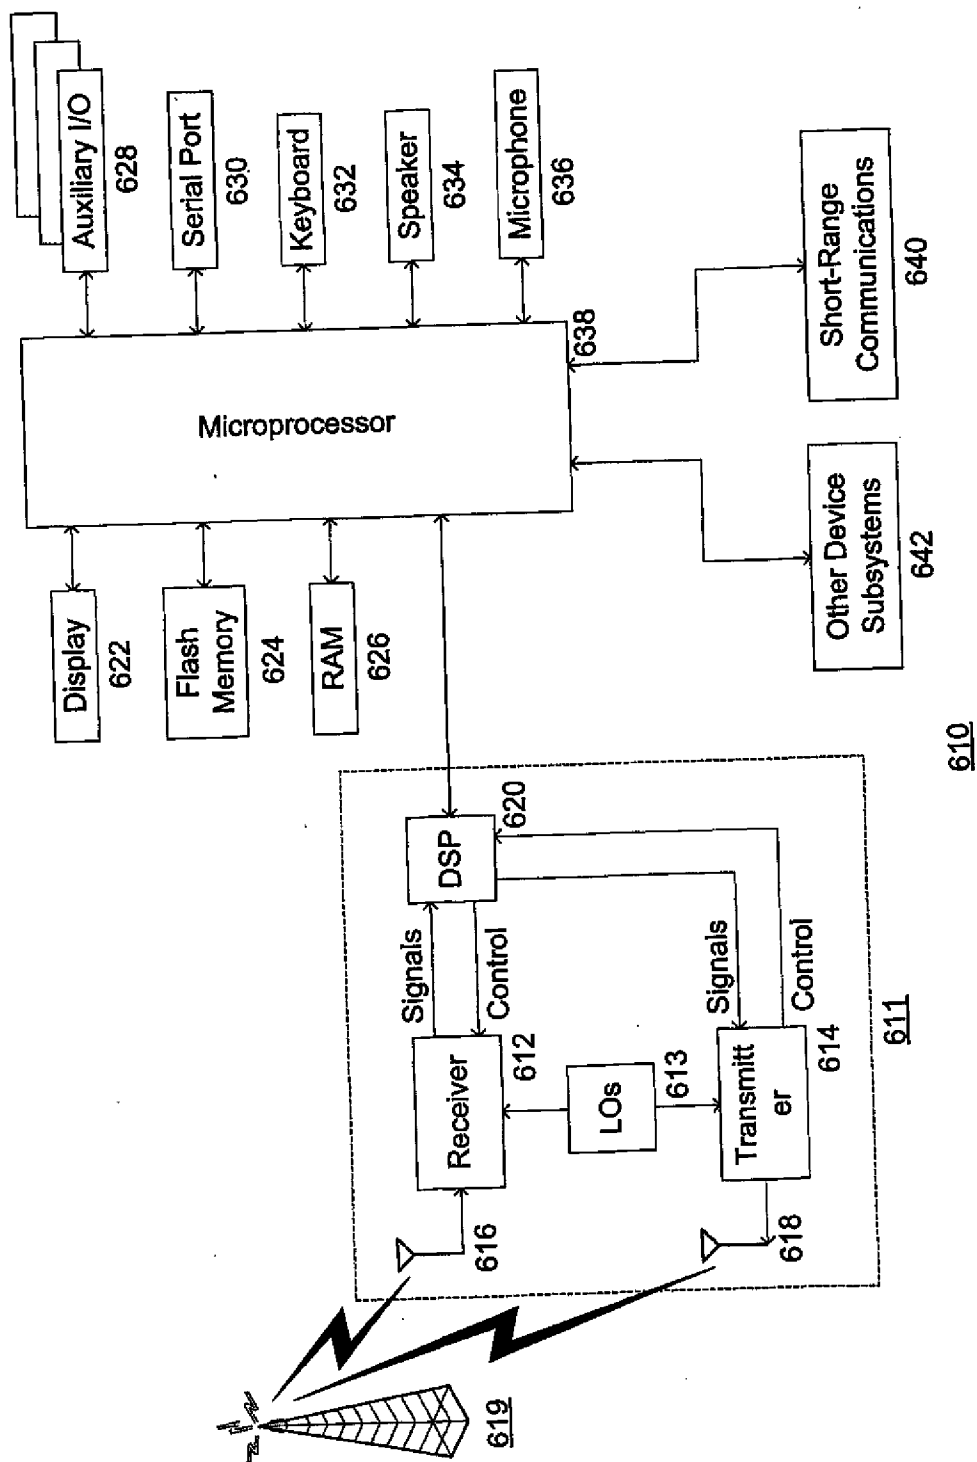 Auxiliary I/O
628
Serial Port
630
Keyboard
632
Speaker
634
Microphone
636
Microprocessor
638
Display
622
Flash
Memory
624
RAM
626
Short-Range
Communications
640
Other Device
Subsystems
642
DSP
620
Signals
Control
Receiver
612
LOs
613
Signals
Control
Transmitt
er
614
616
618
611
619
610